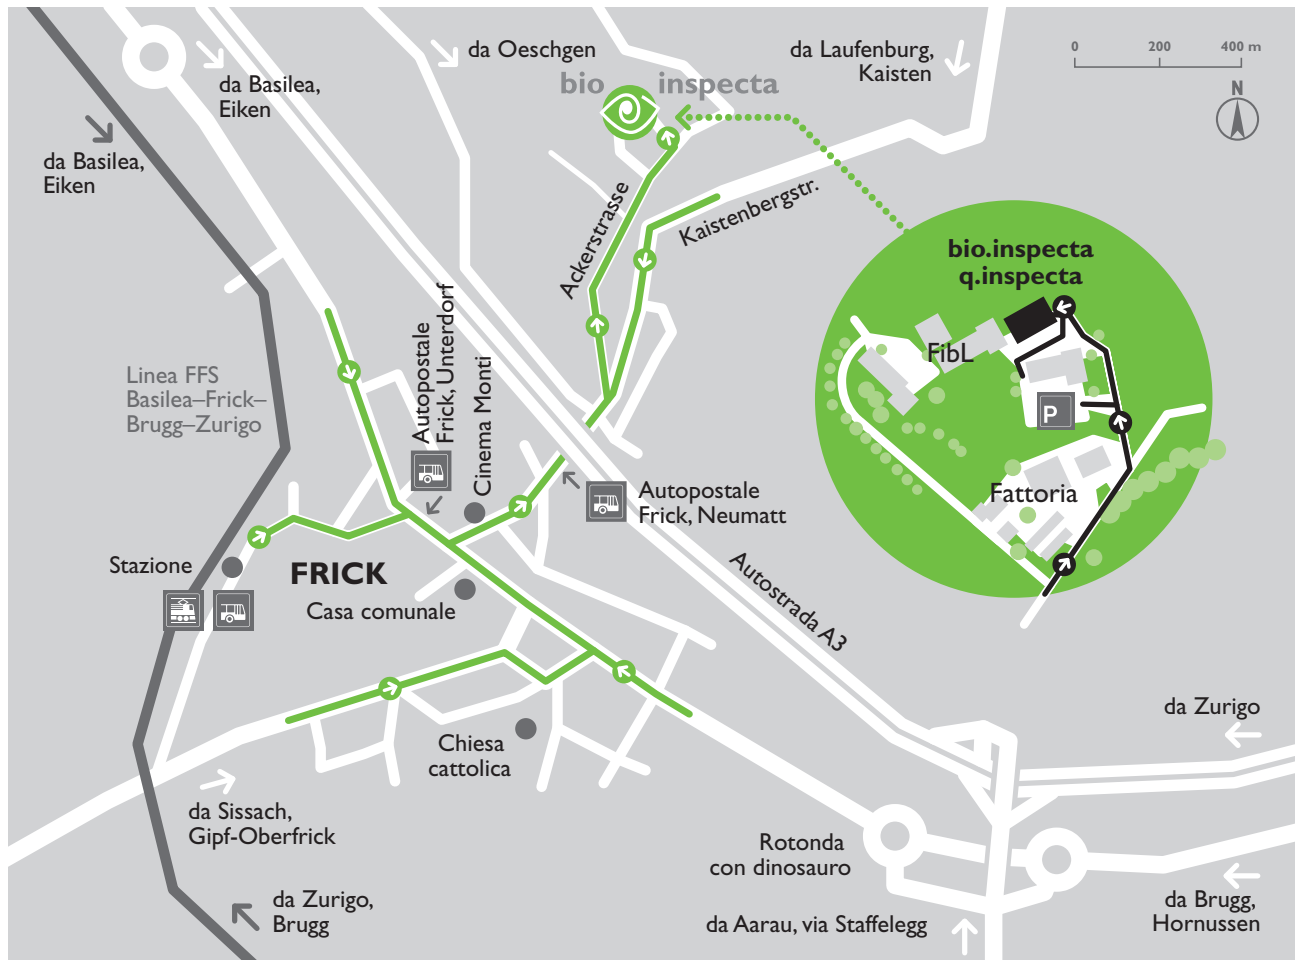 da Oeschgen
da Laufenburg,
Kaisten
0 200 400 m
N
da Basilea,
Eiken
bio inspecta
da Basilea,
Eiken
Ackerstrasse
Kaistenbergstr.
bio.inspecta
q.inspecta
FibL
P
Fattoria
Linea FFS
Basilea–Frick–
Brugg–Zurigo
Autopostale
Frick, Unterdorf
Cinema Monti
Autopostale
Frick, Neumatt
Stazione
FRICK
Casa comunale
Autostrada A3
Chiesa
cattolica
da Zurigo
da Sissach,
Gipf-Oberfrick
Rotonda
con dinosauro
da Zurigo,
Brugg
da Aarau, via Staffelegg
da Brugg,
Hornussen